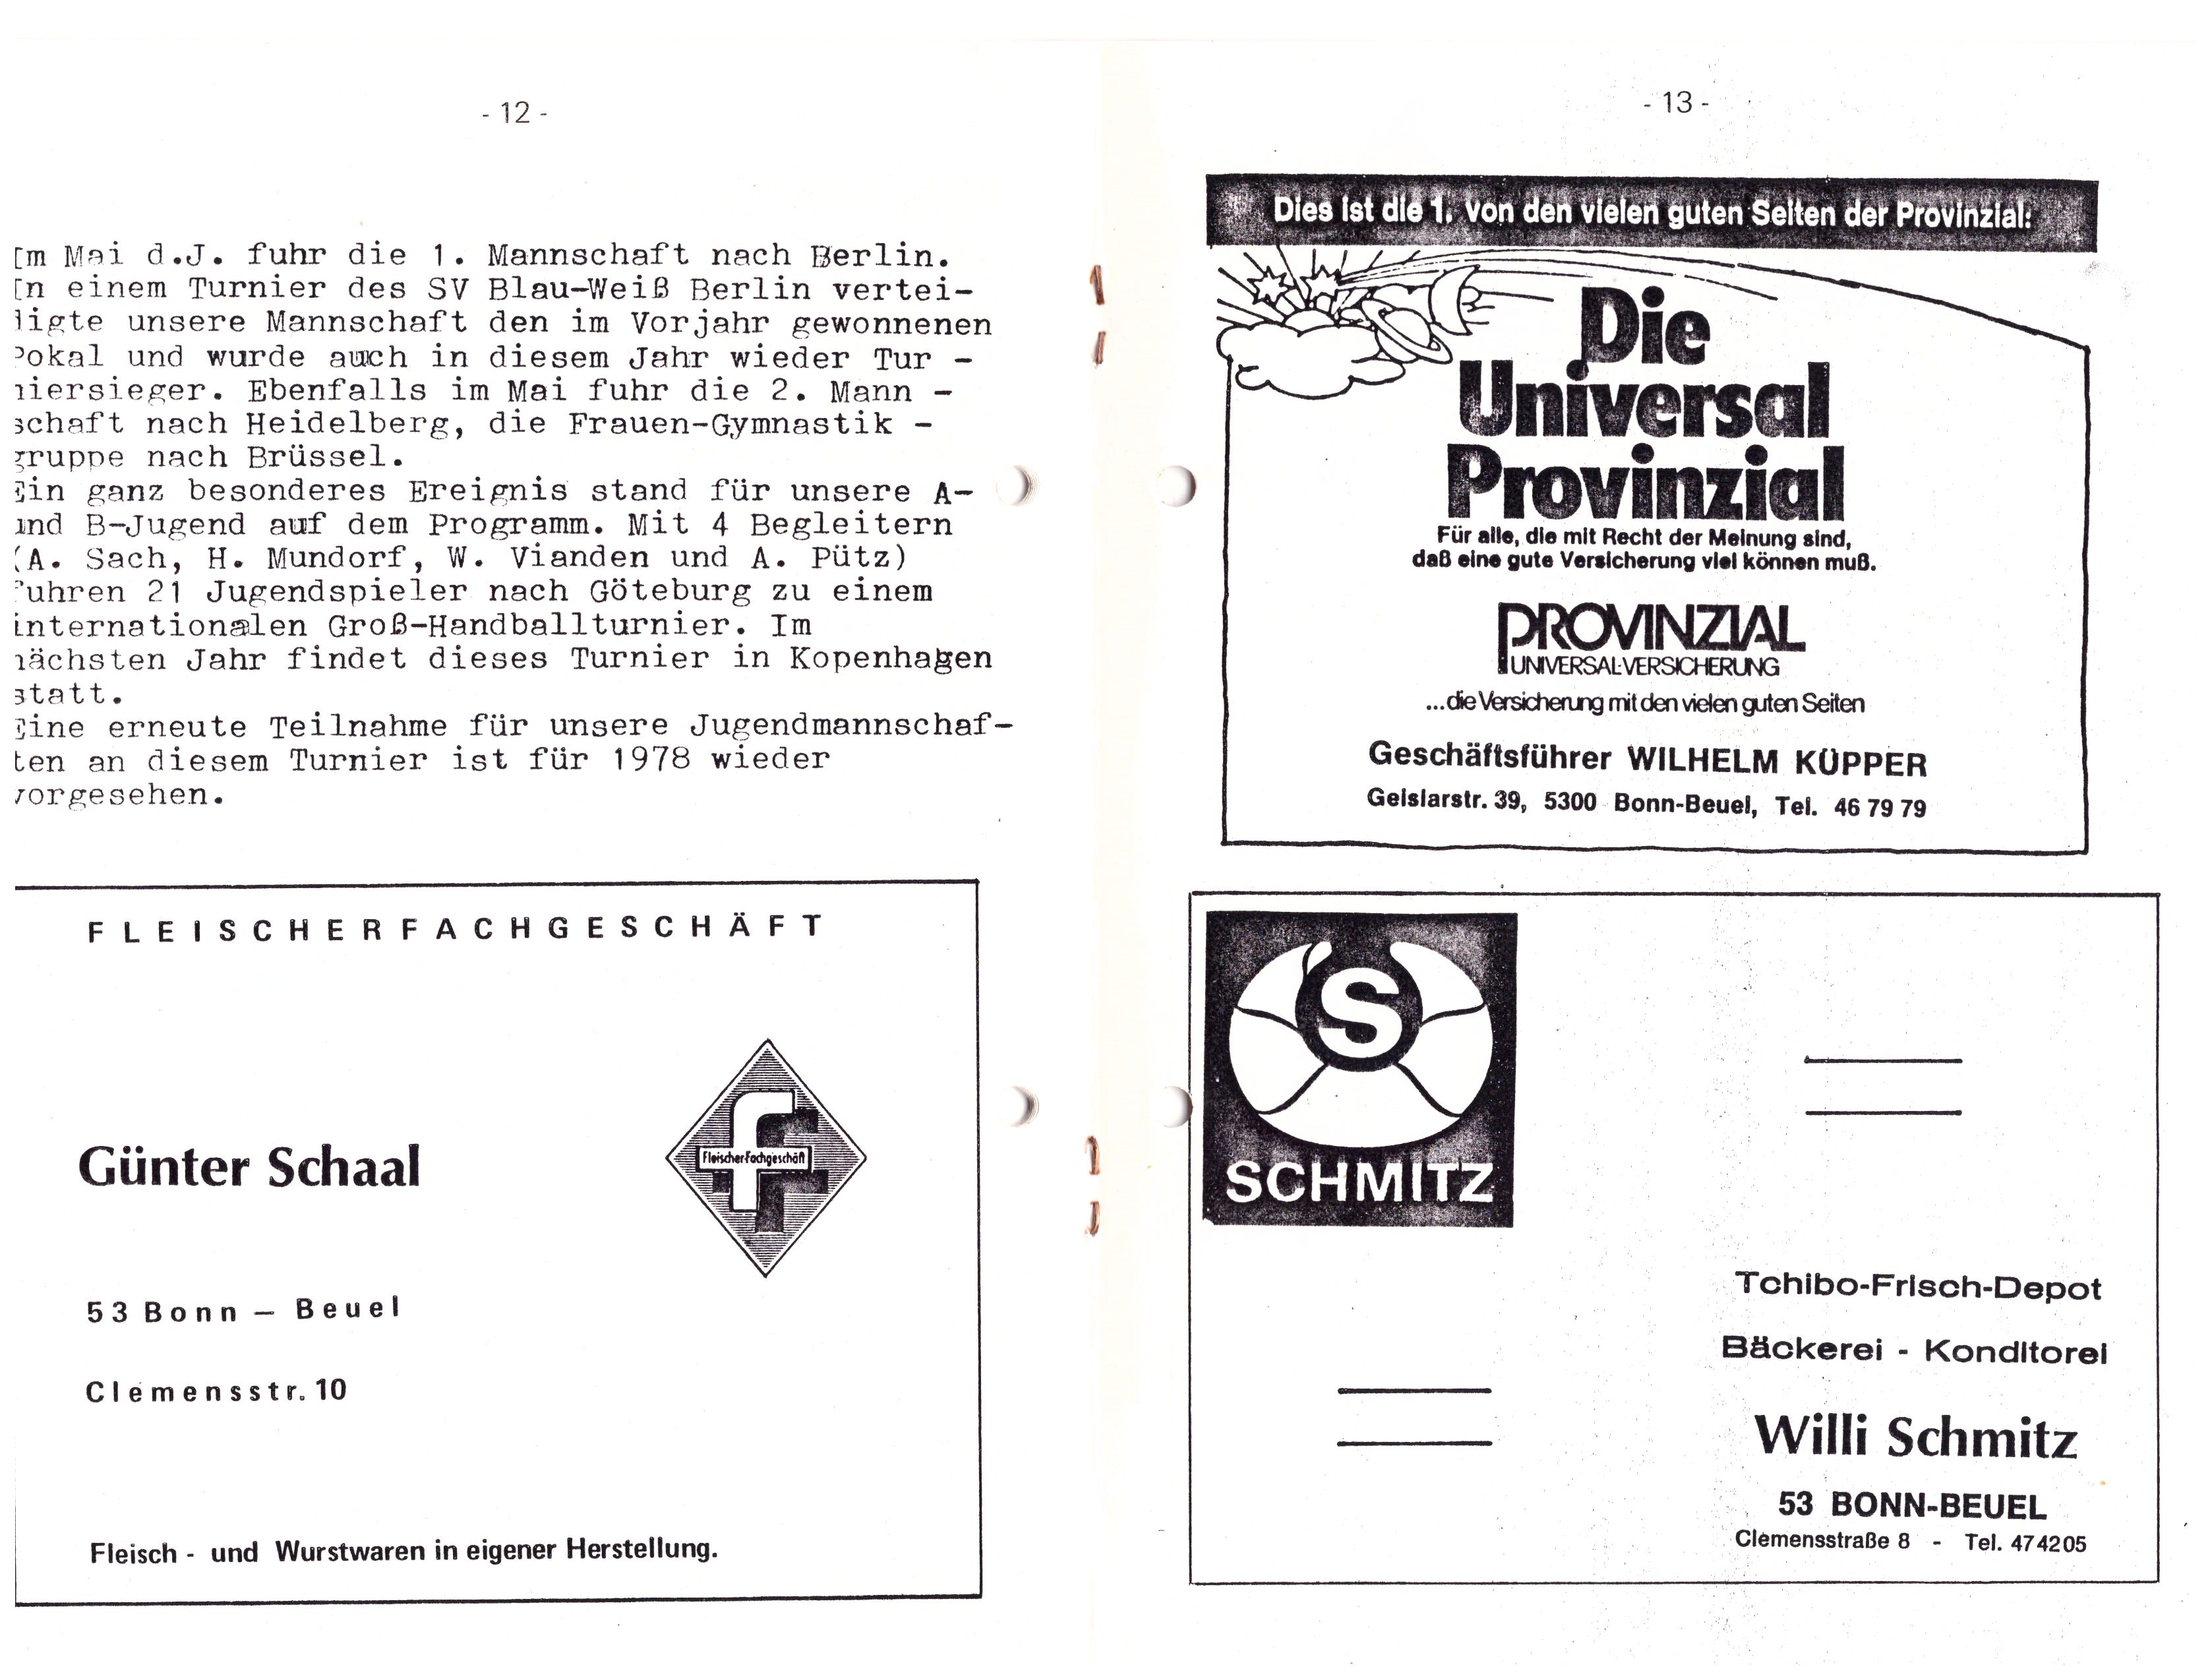 - 12 -
Im Mai d.J. fuhr die 1. Mannschaft nach Berlin.
In einem Turnier des SV Blau-Weiß Berlin vertei-
digte unsere Mannschaft den im Vorjahr gewonnenen
Pokal und wurde auch in diesem Jahr wieder Tur -
niersieger. Ebenfalls im Mai fuhr die 2. Mann -
schaft nach Heidelberg, die Frauen-Gymnastik -
gruppe nach Brüssel.
Ein ganz besonderes Ereignis stand für unsere A-
und B-Jugend auf dem Programm. Mit 4 Begleitern
(A. Sach, H. Mundorf, W. Vianden und A. Pütz)
fuhren 21 Jugendspieler nach Göteburg zu einem
internationalen Groß-Handballturnier. Im
nächsten Jahr findet dieses Turnier in Kopenhagen
statt.
Eine erneute Teilnahme für unsere Jugendmannschaf-
ten an diesem Turnier ist für 1978 wieder
vorgesehen.
FLEISCHERFACHGESCHÄFT
Günter Schaal
f
Fleischer-Fachgeschäft
53 Bonn – Beuel
Clemensstr. 10
Fleisch - und Wurstwaren in eigener Herstellung.
- 13 -
Dies ist die 1. von den vielen guten Seiten der Provinzial:
Die
Universal
Provinzial
Für alle, die mit Recht der Meinung sind,
daß eine gute Versicherung viel können muß.
PROVINZIAL
UNIVERSAL-VERSICHERUNG
...die Versicherung mit den vielen guten Seiten
Geschäftsführer WILHELM KÜPPER
Geislarstr. 39, 5300 Bonn-Beuel, Tel. 46 79 79
S
SCHMITZ
Tchibo-Frisch-Depot
Bäckerei - Konditorei
Willi Schmitz
53 BONN-BEUEL
Clemensstraße 8 - Tel. 474205